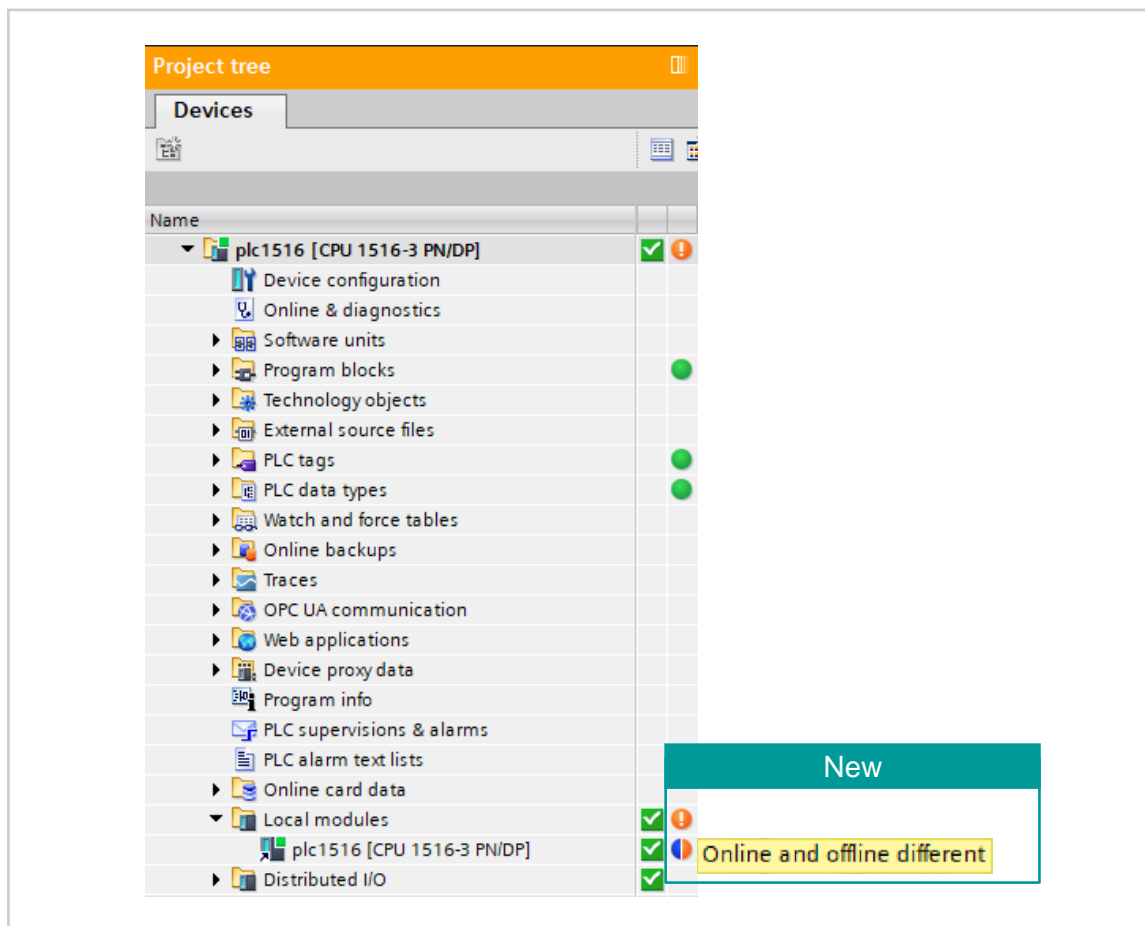 Project tree
Devices
Name
plc1516 [CPU 1516-3 PN/DP]
Device configuration
Online & diagnostics
Software units
Program blocks
Technology objects
External source files
PLC tags
PLC data types
Watch and force tables
Online backups
Traces
OPC UA communication
Web applications
Device proxy data
Program info
PLC supervisions & alarms
PLC alarm text lists
New
Online card data
Local modules
plc1516 [CPU 1516-3 PN/DP]
Online and offline different
Distributed I/O